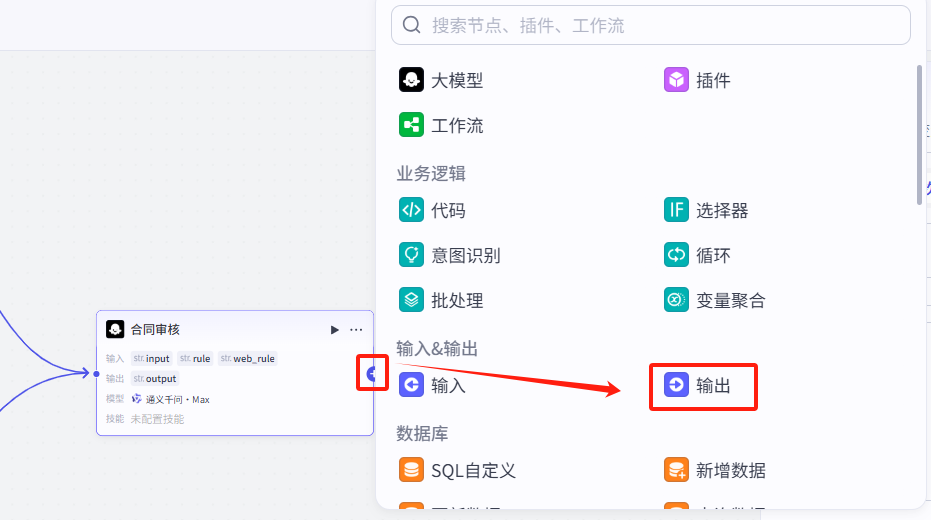 搜索节点、插件、工作流
大模型
插件
工作流
业务逻辑
代码
IF 选择器
意图识别
循环
批处理
变量聚合
输入&输出
输入
输出
数据库
SQL自定义
新增数据
合同审核
输入 str. input str. rule str. web_rule
输出 str. output
模型 通义千问·Max
技能 未配置技能